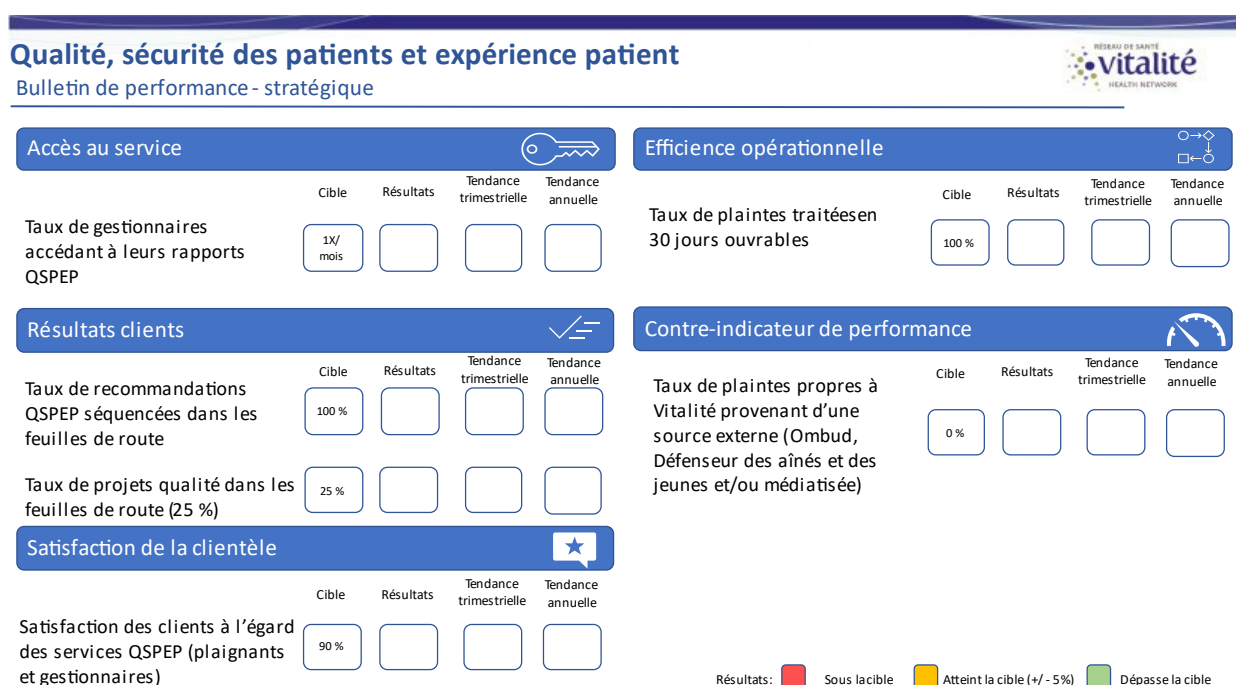 Qualité, sécurité des patients et expérience patient
Bulletin de performance - stratégique
RÉSEAU DE SANTÉ
vitalité
HEALTH NETWORK
Accès au service
Cible Résultats Tendance trimestrielle Tendance annuelle
Taux de gestionnaires
accédant à leurs rapports
QSPEP
1X/
mois
Résultats clients
Cible Résultats Tendance trimestrielle Tendance annuelle
Taux de recommandations
QSPEP séquencées dans les
feuilles de route
100 %
Taux de projets qualité dans les
feuilles de route (25 %)
25 %
Satisfaction de la clientèle
Cible Résultats Tendance trimestrielle Tendance annuelle
Satisfaction des clients à l'égard
des services QSPEP (plaignants
et gestionnaires)
90 %
Efficience opérationnelle
Cible Résultats Tendance trimestrielle Tendance annuelle
Taux de plaintes traitéesen
30 jours ouvrables
100 %
Contre-indicateur de performance
Cible Résultats Tendance trimestrielle Tendance annuelle
Taux de plaintes propres à
Vitalité provenant d'une
source externe (Ombud,
Défenseur des aînés et des
jeunes et/ou médiatisée)
0 %
Résultats: Sous lacible Atteint la cible (+/ - 5%) Dépasse la cible